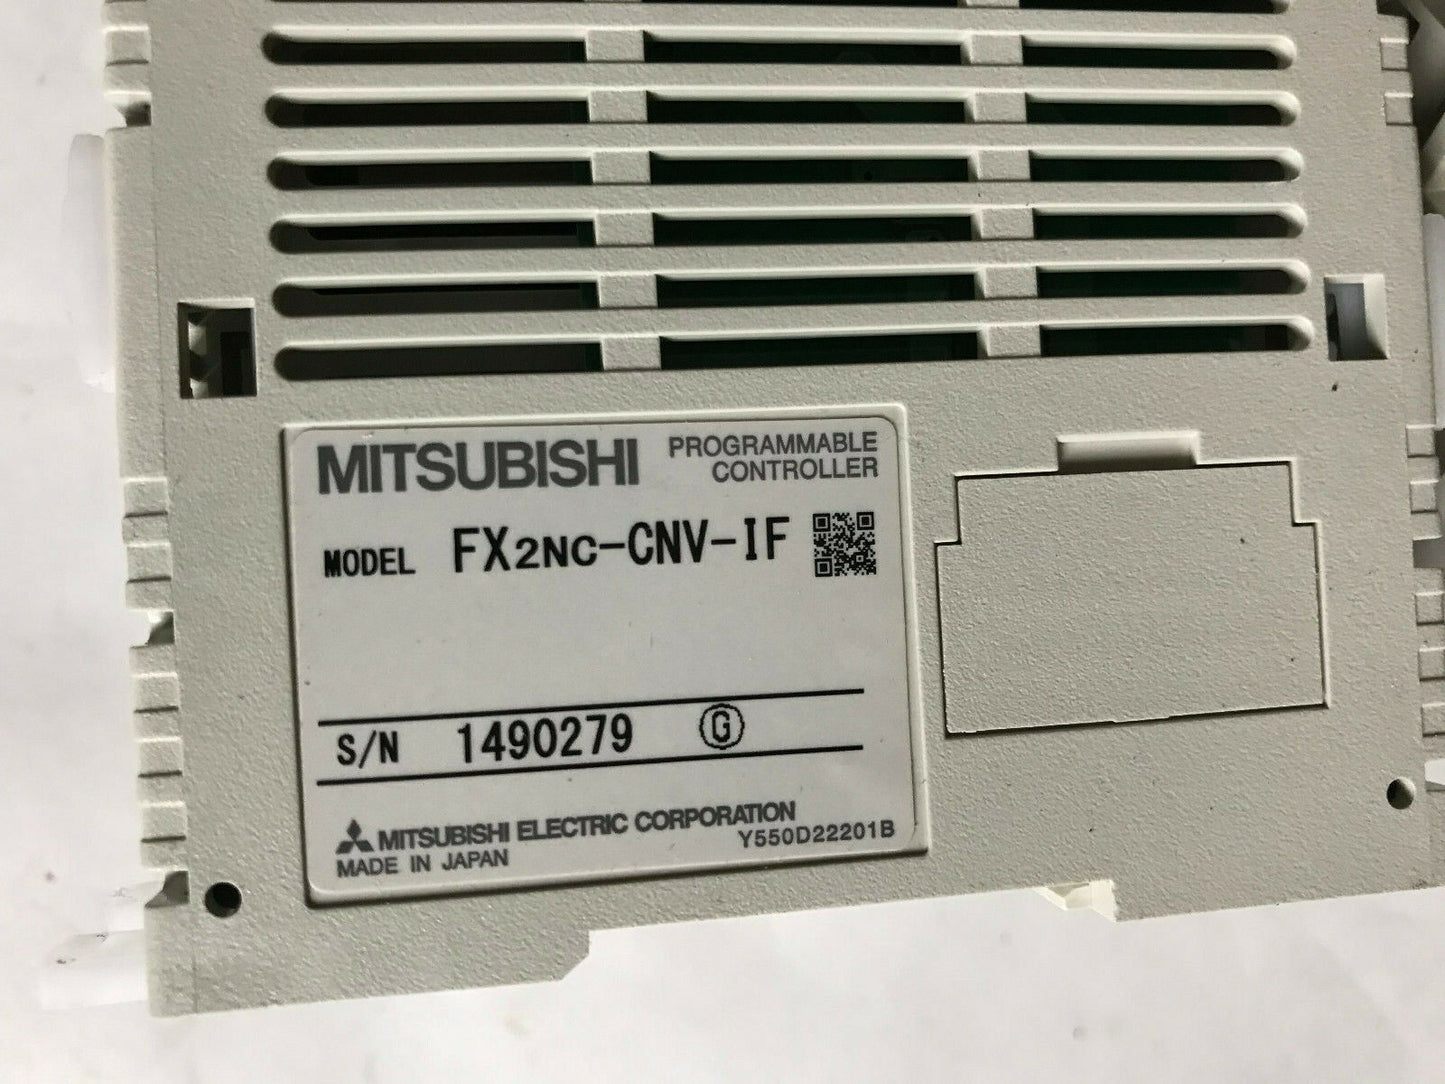 MITSUBISHI PROGRAMMABLE
CONTROLLER
MODEL FX2NC-CNV-IF
S/N 1490279 G
MITSUBISHI ELECTRIC CORPORATION
MADE IN JAPAN Y550D22201B